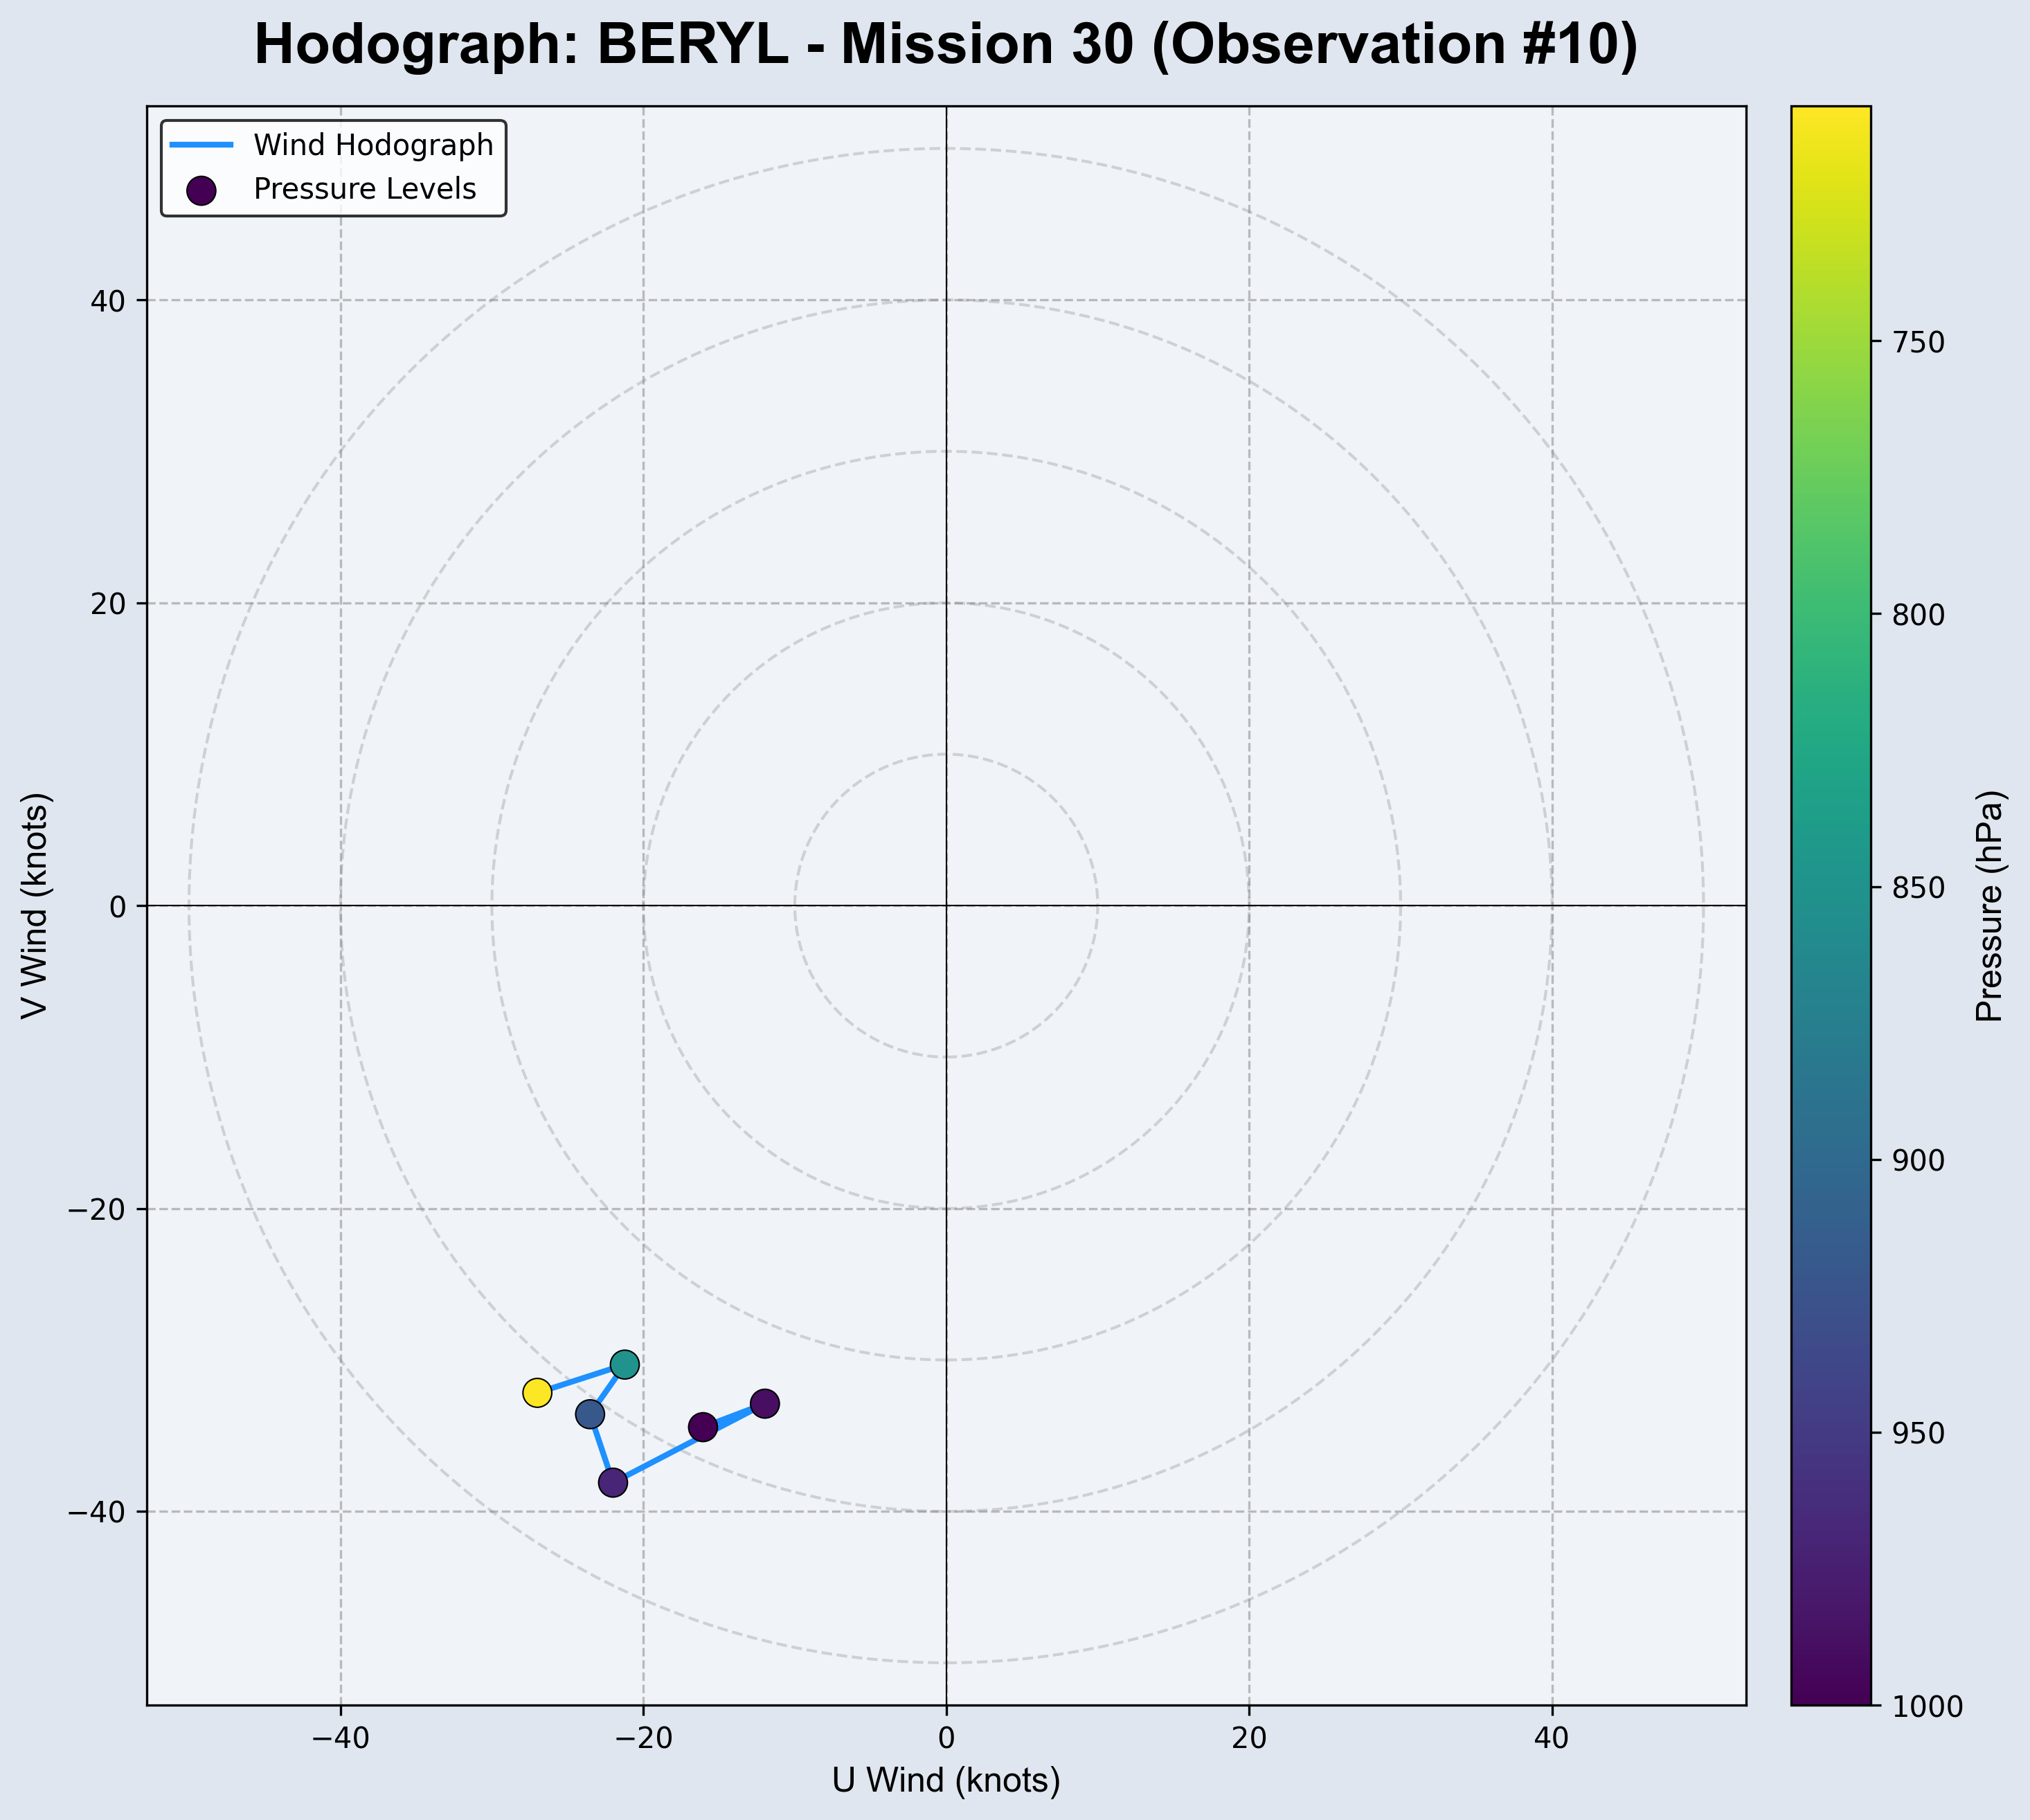 Hodograph: BERYL - Mission 30 (Observation #10)
Wind Hodograph
Pressure Levels
40
20
0
−20
−40
V Wind (knots)
−40
−20
0
20
40
U Wind (knots)
750
800
850
900
950
1000
Pressure (hPa)